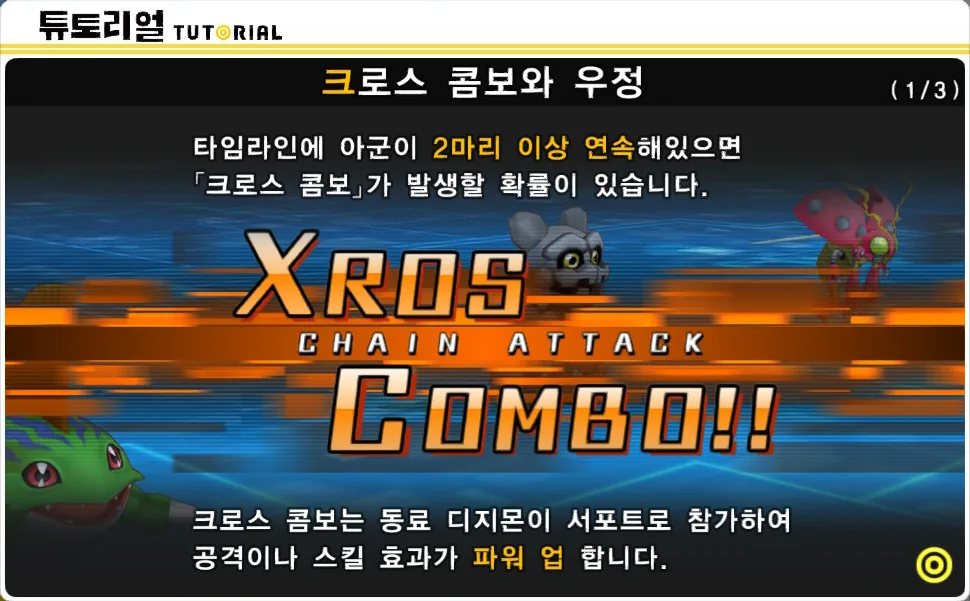 튜토리얼 TUTORIAL
크로스 콤보와 우정
(1/3)
타임라인에 아군이 2마리 이상 연속해있으면
「크로스 콤보」가 발생할 확률이 있습니다.
XROS
CHAIN ATTACK
COMBO!!
크로스 콤보는 동료 디지몬이 서포트로 참가하여
공격이나 스킬 효과가 파워 업 합니다.